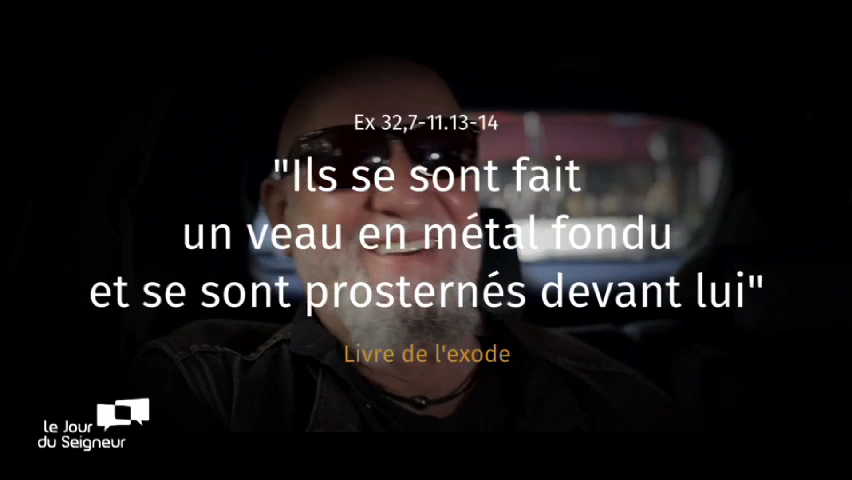 Ex 32,7-11.13-14
"Ils se sont fait
un veau en métal fondu
et se sont prosternés devant lui"
Livre de l'exode
le Jour
du Seigneur